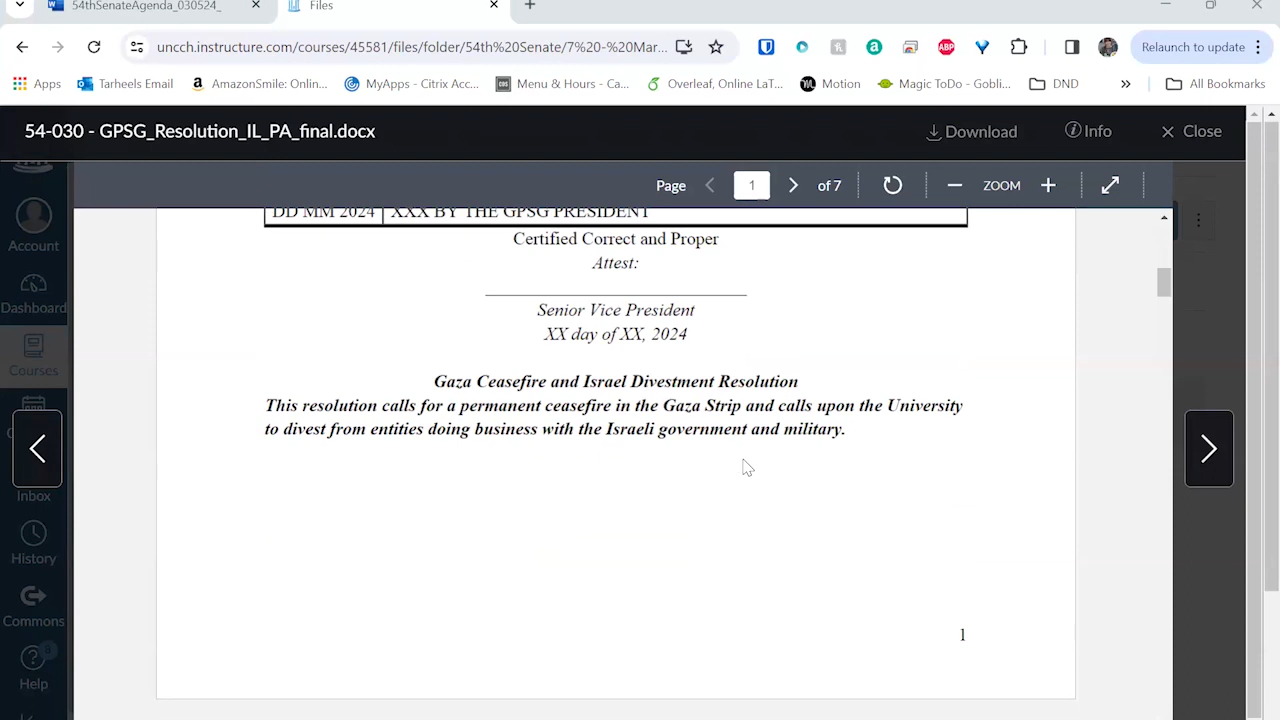 54thSenateAgenda_030524_
Files
umnch.instructure.com/courses/45581/files/folder/54th%20Senate/7%20-%20Mar...
Relaunch to update
Apps
Tarheels Email
AmazonSmile: Onlin...
MyApps - Citrix Acc...
Menu & Hours - Ca...
Overleaf, Online LaT...
Motion
Magic ToDo - Gobli...
DND
All Bookmarks
54-030 - GPSG_Resolution_IL_PA_final.docx
Download
Info
Close
Page
1
of 7
ZOOM
Account
Dashboard
Courses
Inbox
History
Commons
Help
DD MM 2024 XXX BY THE GPSG PRESIDENT
Certified Correct and Proper
Attest:
Senior Vice President
XX day of XX, 2024
Gaza Ceasefire and Israel Divestment Resolution
This resolution calls for a permanent ceasefire in the Gaza Strip and calls upon the University
to divest from entities doing business with the Israeli government and military.
1